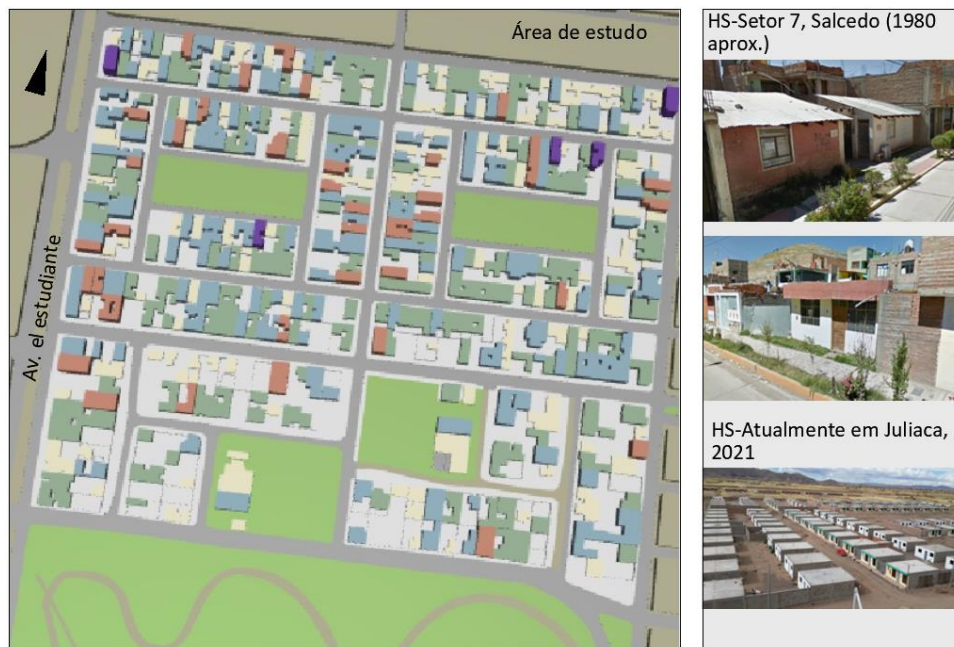 Área de estudo
Av. el estudiante
HS-Setor 7, Salcedo (1980
aprox.)
HS-Atualmente em Juliaca,
2021